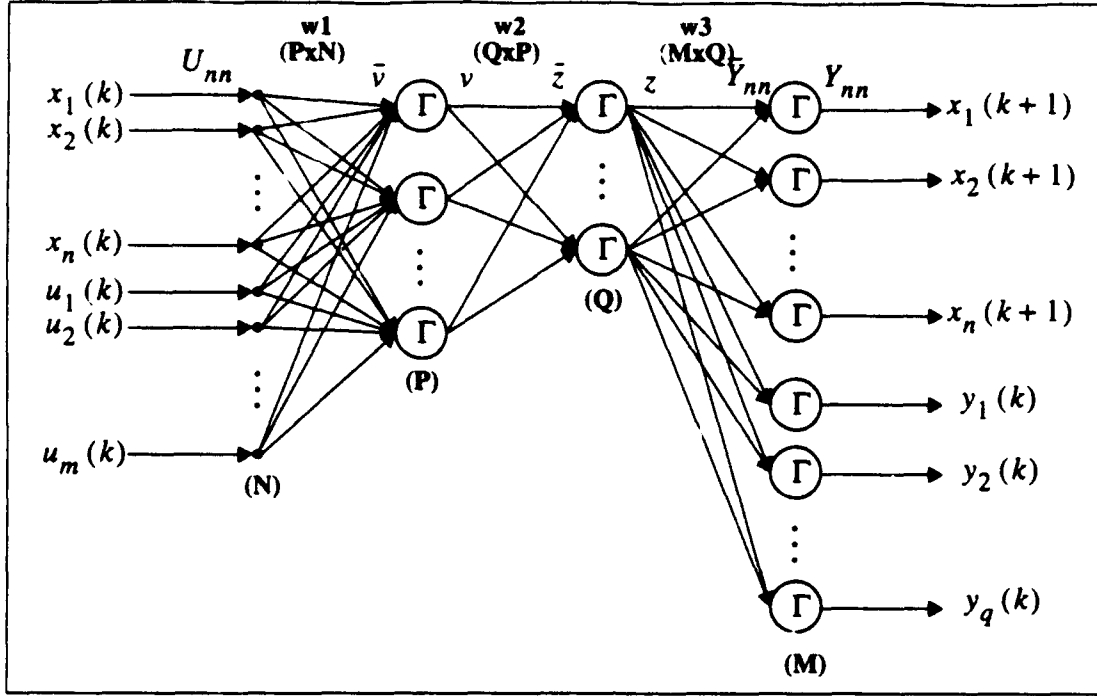 w1 w2 w3
(PxN) (QxP) (MxQ)
U_nn v̄ v z̄ z Ȳ_nn Y_nn
x_1(k) Γ Γ Γ x_1(k+1)
x_2(k) Γ x_2(k+1)
Γ
x_n(k) Γ
u_1(k) (Q)
u_2(k) Γ Γ x_n(k+1)
(P)
Γ y_1(k)
u_m(k) Γ y_2(k)
(N)
Γ y_q(k)
(M)